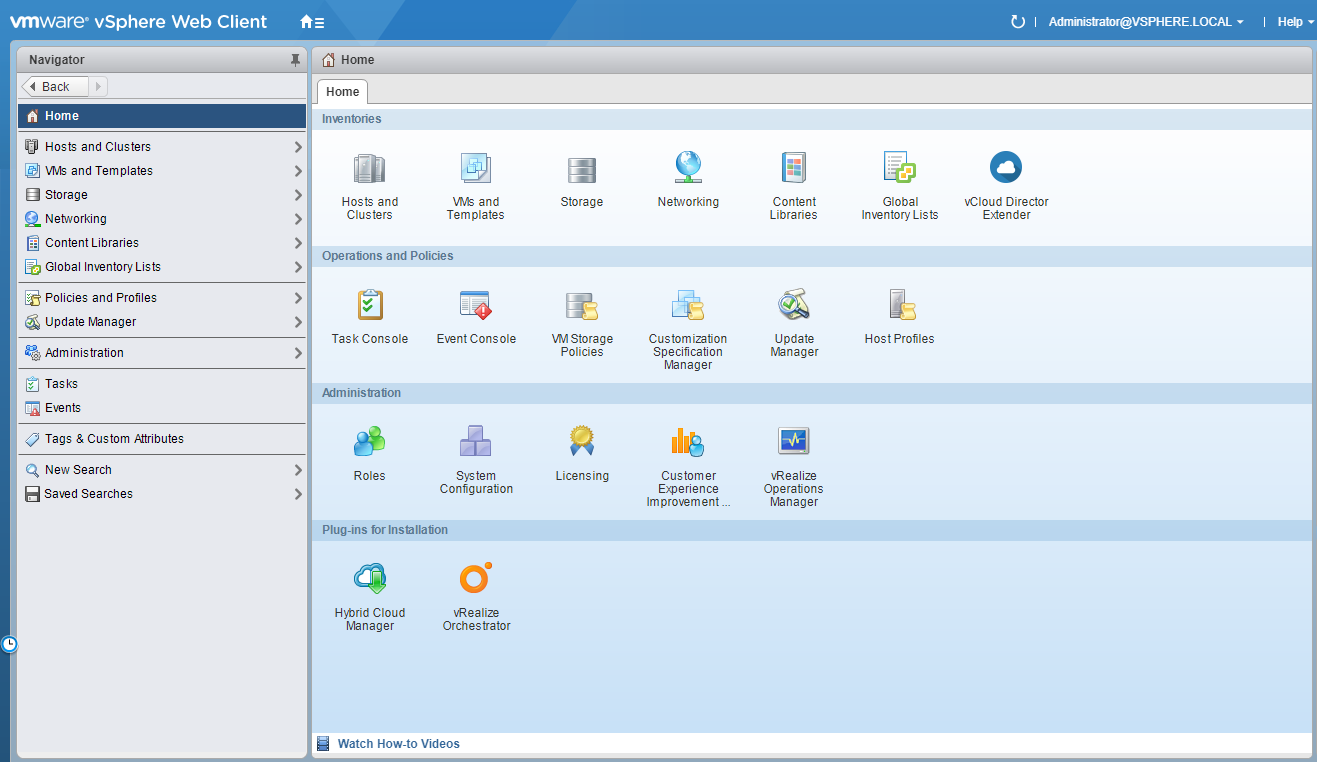 vmware® vSphere Web Client
Administrator@VSPHERE.LOCAL
Help
Navigator
Back
Home
Hosts and Clusters
VMs and Templates
Storage
Networking
Content Libraries
Global Inventory Lists
Policies and Profiles
Update Manager
Administration
Tasks
Events
Tags & Custom Attributes
New Search
Saved Searches
Home
Home
Inventories
Hosts and
Clusters
VMs and
Templates
Storage
Networking
Content
Libraries
Global
Inventory Lists
vCloud Director
Extender
Operations and Policies
Task Console
Event Console
VM Storage
Policies
Customization
Specification
Manager
Update
Manager
Host Profiles
Administration
Roles
System
Configuration
Licensing
Customer
Experience
Improvement ...
vRealize
Operations
Manager
Plug-ins for Installation
Hybrid Cloud
Manager
vRealize
Orchestrator
Watch How-to Videos